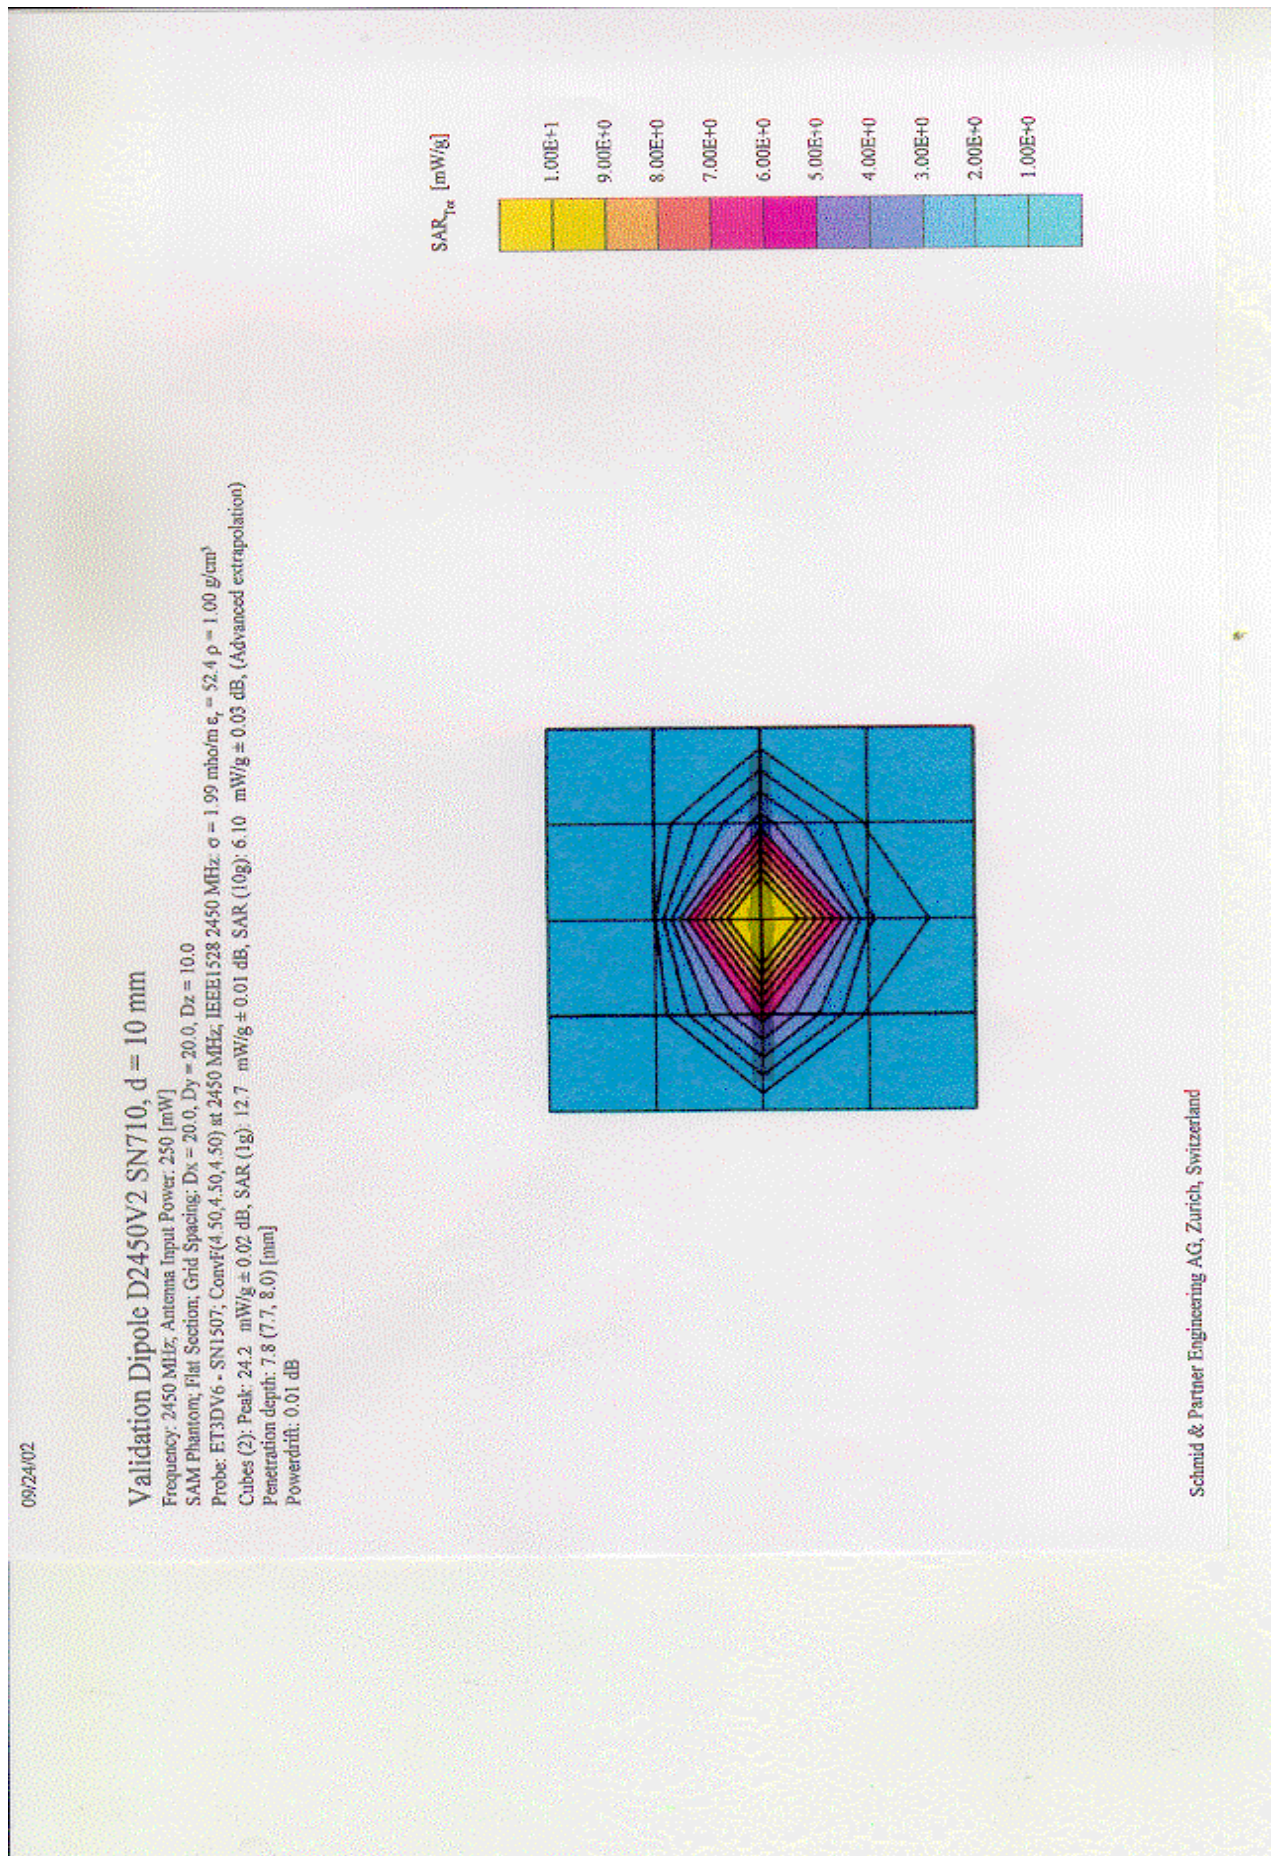 09/24/02
Validation Dipole D2450V2 SN710, d = 10 mm
Frequency: 2450 MHz; Antenna Input Power: 250 [mW]
SAM Phantom; Flat Section; Grid Spacing: Dx = 20.0, Dy = 20.0, Dz = 10.0
Probe: ET3DV6 - SN1507; ConvF(4.50,4.50,4.50) at 2450 MHz; IEEE1528 2450 MHz: σ = 1.99 mho/m εr = 52.4 ρ = 1.00 g/cm³
Cubes (2): Peak: 24.2 mW/g ± 0.02 dB, SAR (1g): 12.7 mW/g ± 0.01 dB, SAR (10g): 6.10 mW/g ± 0.03 dB, (Advanced extrapolation)
Penetration depth: 7.8 (7.7, 8.0) [mm]
Powerdrift: 0.01 dB
SARTot [mW/g]
1.00E+1
9.00E+0
8.00E+0
7.00E+0
6.00E+0
5.00E+0
4.00E+0
3.00E+0
2.00E+0
1.00E+0
Schmid & Partner Engineering AG, Zurich, Switzerland